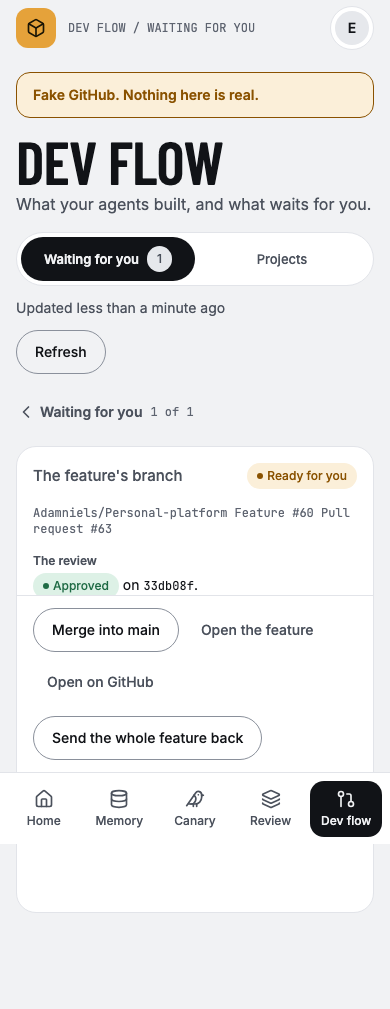 DEV FLOW / WAITING FOR YOU
E
Fake GitHub. Nothing here is real.
DEV FLOW
What your agents built, and what waits for you.
Waiting for you 1
Projects
Updated less than a minute ago
Refresh
Waiting for you 1 of 1
The feature's branch
Ready for you
Adamniels/Personal-platform Feature #60 Pull
request #63
The review
Approved on 33db08f.
Merge into main
Open the feature
Open on GitHub
Send the whole feature back
Home
Memory
Canary
Review
Dev flow